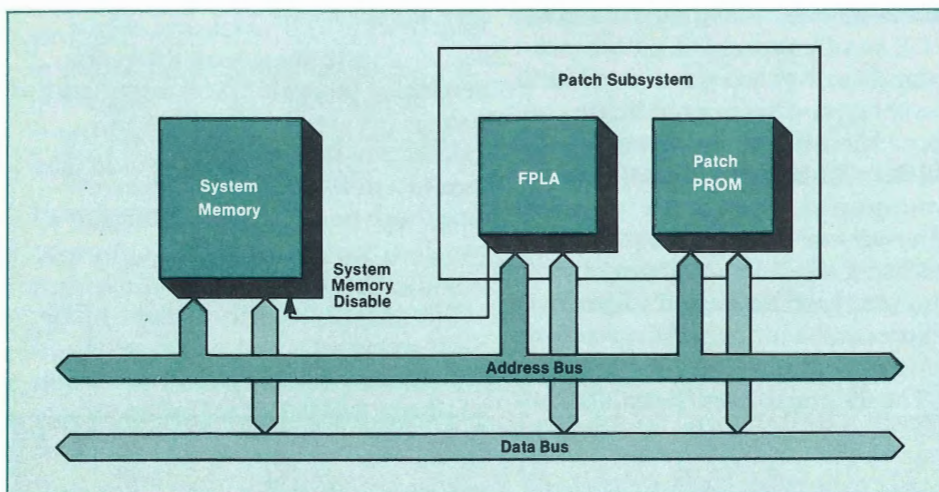 Patch Subsystem
System
Memory
FPLA
Patch
PROM
System
Memory
Disable
Address Bus
Data Bus